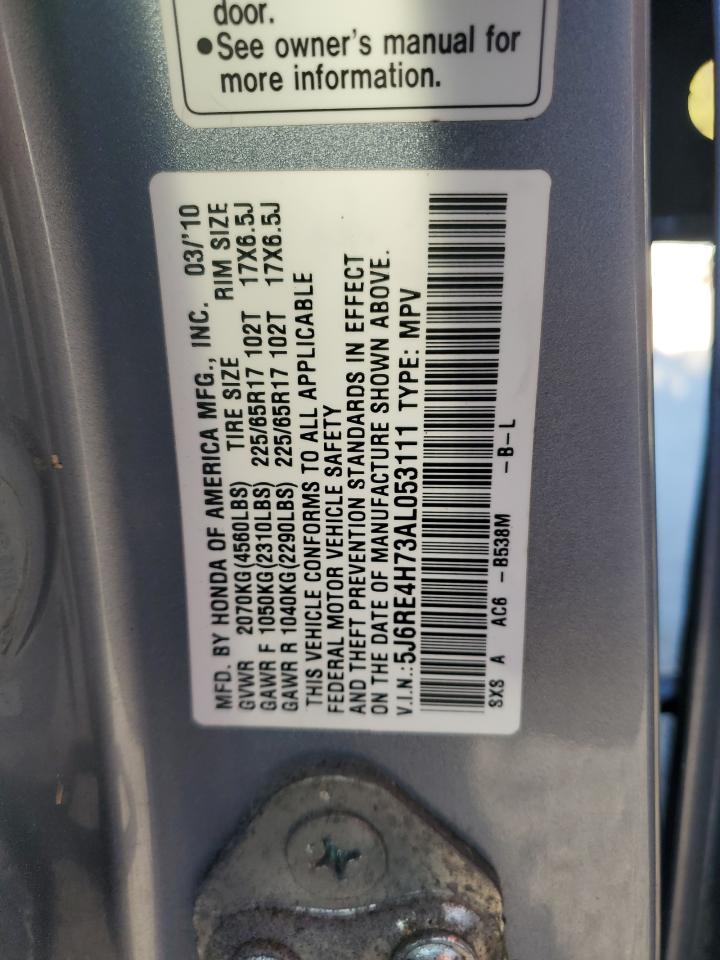 door.
●See owner's manual for
more information.
MFD. BY HONDA OF AMERICA MFG., INC. 03/'10
GVWR 2070KG(4560LBS) TIRE SIZE RIM SIZE
GAWR F 1050KG(2310LBS) 225/65R17 102T 17X6.5J
GAWR R 1040KG(2290LBS) 225/65R17 102T 17X6.5J
THIS VEHICLE CONFORMS TO ALL APPLICABLE
FEDERAL MOTOR VEHICLE SAFETY
AND THEFT PREVENTION STANDARDS IN EFFECT
ON THE DATE OF MANUFACTURE SHOWN ABOVE.
V.I.N.:5J6RE4H73AL053111 TYPE: MPV
SXS A AC6 -B538M -B-L